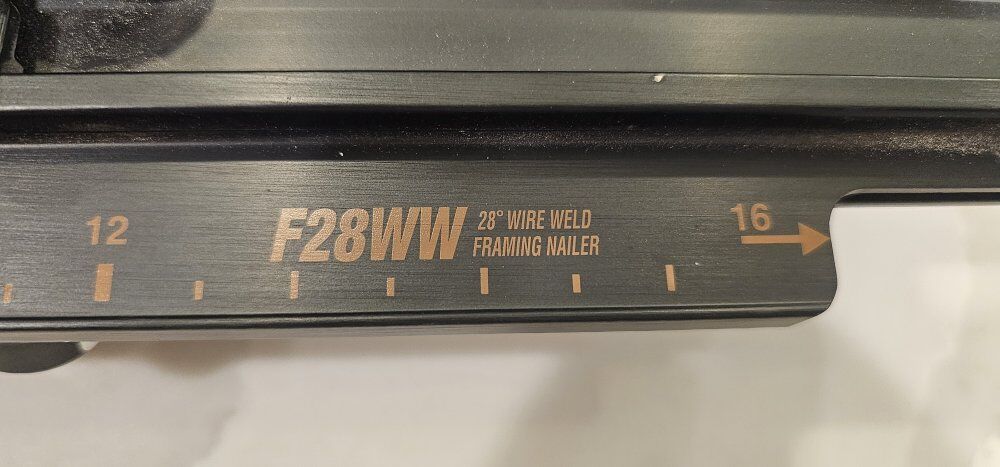 12
F28WW
28° WIRE WELD
FRAMING NAILER
16